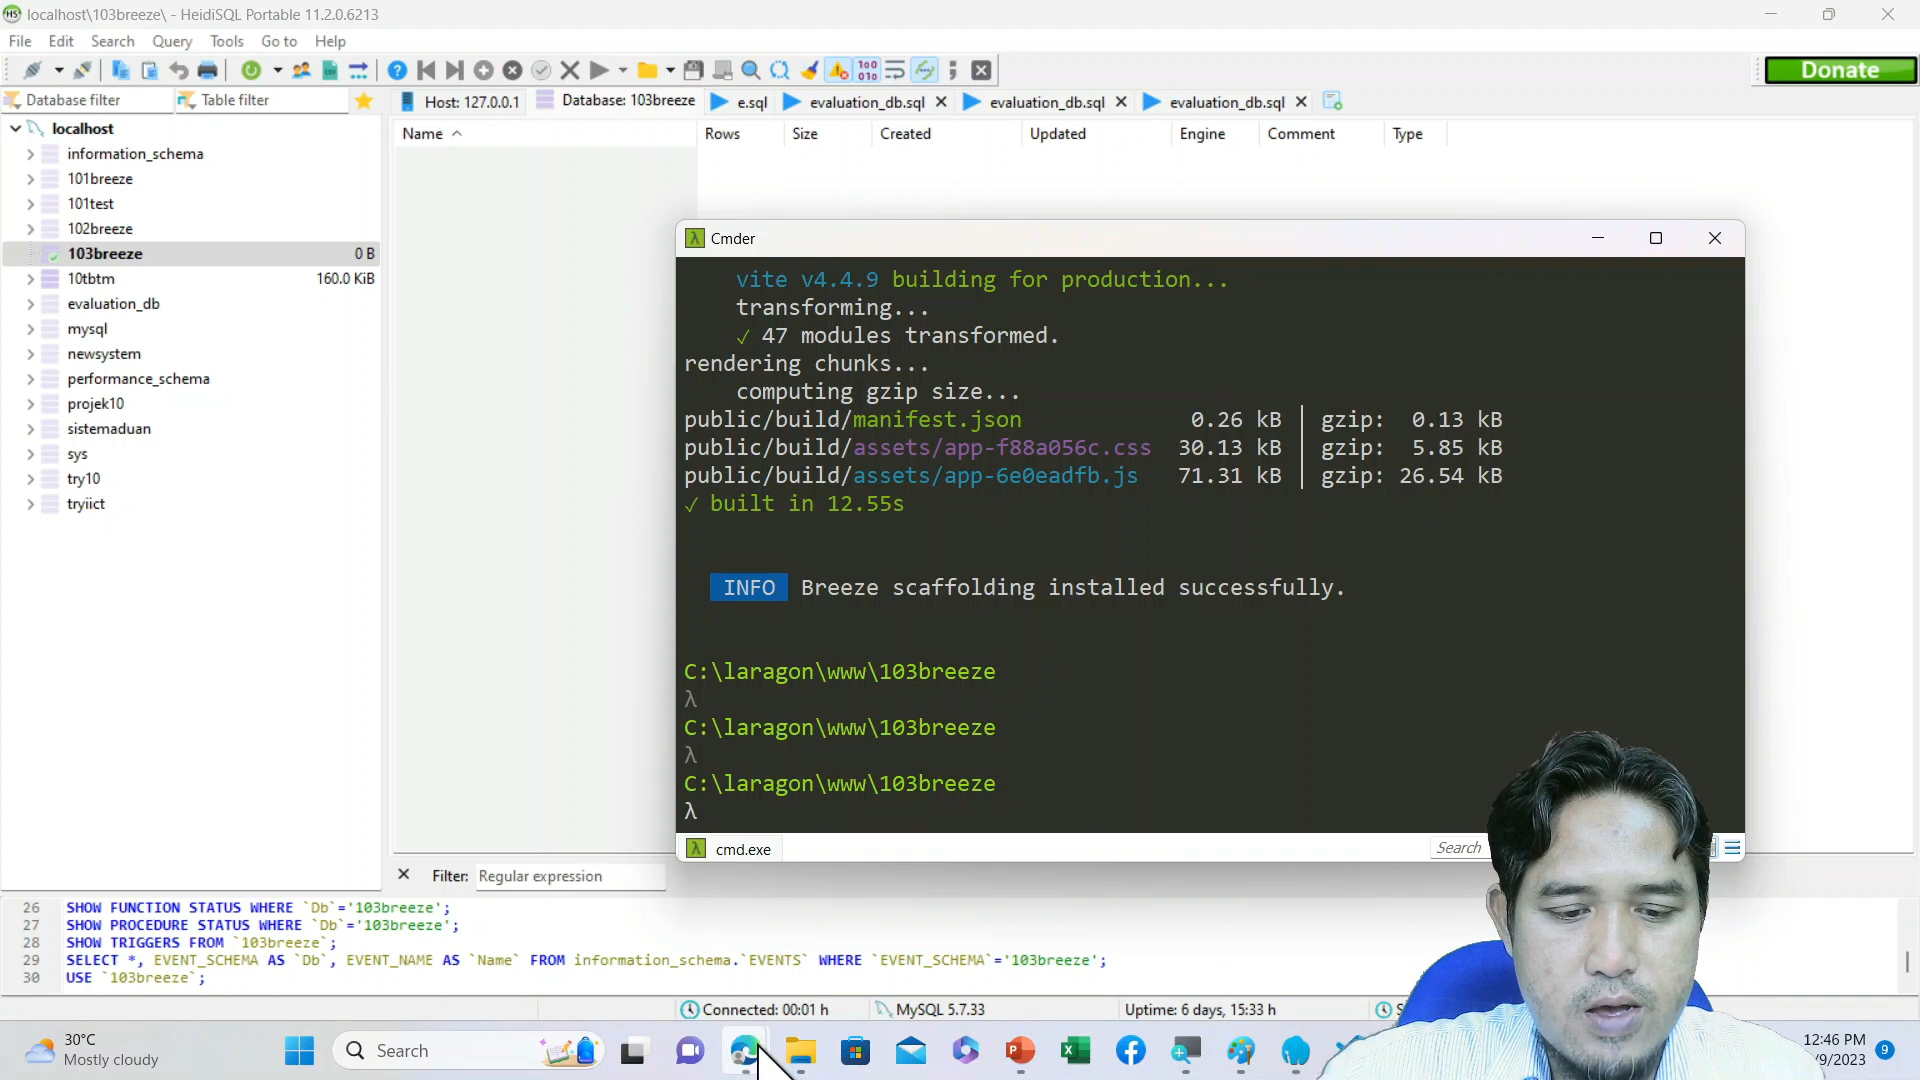 localhost\103breeze\ - HeidiSQL Portable 11.2.0.6213
File Edit Search Query Tools Go to Help
Donate
Database filter
Table filter
Host: 127.0.0.1
Database: 103breeze
e.sql
evaluation_db.sql
evaluation_db.sql
evaluation_db.sql
Name Rows Size Created Updated Engine Comment Type
localhost
information_schema
101breeze
101test
102breeze
103breeze 0 B
10tbtm 160.0 KiB
evaluation_db
mysql
newsystem
performance_schema
projek10
sistemaduan
sys
try10
tryiict
Cmder
vite v4.4.9 building for production...
transforming...
✓ 47 modules transformed.
rendering chunks...
computing gzip size...
public/build/manifest.json 0.26 kB │ gzip: 0.13 kB
public/build/assets/app-f88a056c.css 30.13 kB │ gzip: 5.85 kB
public/build/assets/app-6e0eadfb.js 71.31 kB │ gzip: 26.54 kB
✓ built in 12.55s
INFO Breeze scaffolding installed successfully.
C:\laragon\www\103breeze
λ
C:\laragon\www\103breeze
λ
C:\laragon\www\103breeze
λ
cmd.exe
Search
Filter: Regular expression
26 SHOW FUNCTION STATUS WHERE `Db`='103breeze';
27 SHOW PROCEDURE STATUS WHERE `Db`='103breeze';
28 SHOW TRIGGERS FROM `103breeze`;
29 SELECT *, EVENT_SCHEMA AS `Db`, EVENT_NAME AS `Name` FROM information_schema.`EVENTS` WHERE `EVENT_SCHEMA`='103breeze';
30 USE `103breeze`;
Connected: 00:01 h
MySQL 5.7.33
Uptime: 6 days, 15:33 h
30°C
Mostly cloudy
Search
12:46 PM
/9/2023
9